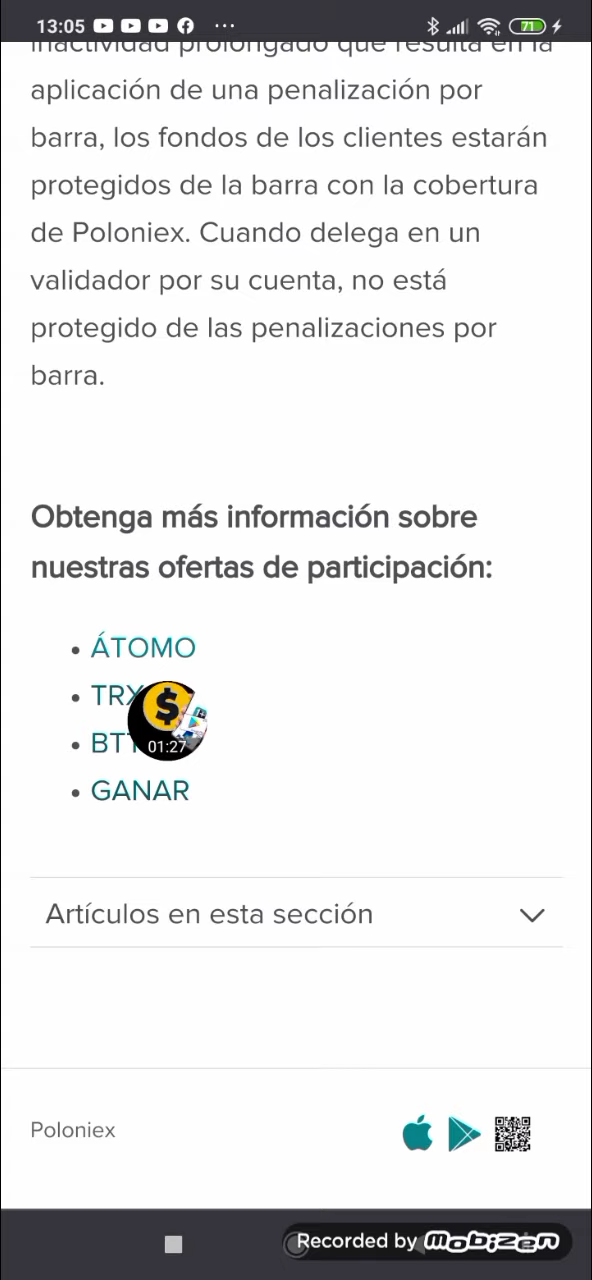 13:05
71
inactividad prolongado que resulta en la
aplicación de una penalización por
barra, los fondos de los clientes estarán
protegidos de la barra con la cobertura
de Poloniex. Cuando delega en un
validador por su cuenta, no está
protegido de las penalizaciones por
barra.
Obtenga más información sobre
nuestras ofertas de participación:
• ÁTOMO
• TRX
• BTT
01:27
• GANAR
Artículos en esta sección
Poloniex
Recorded by Mobizen